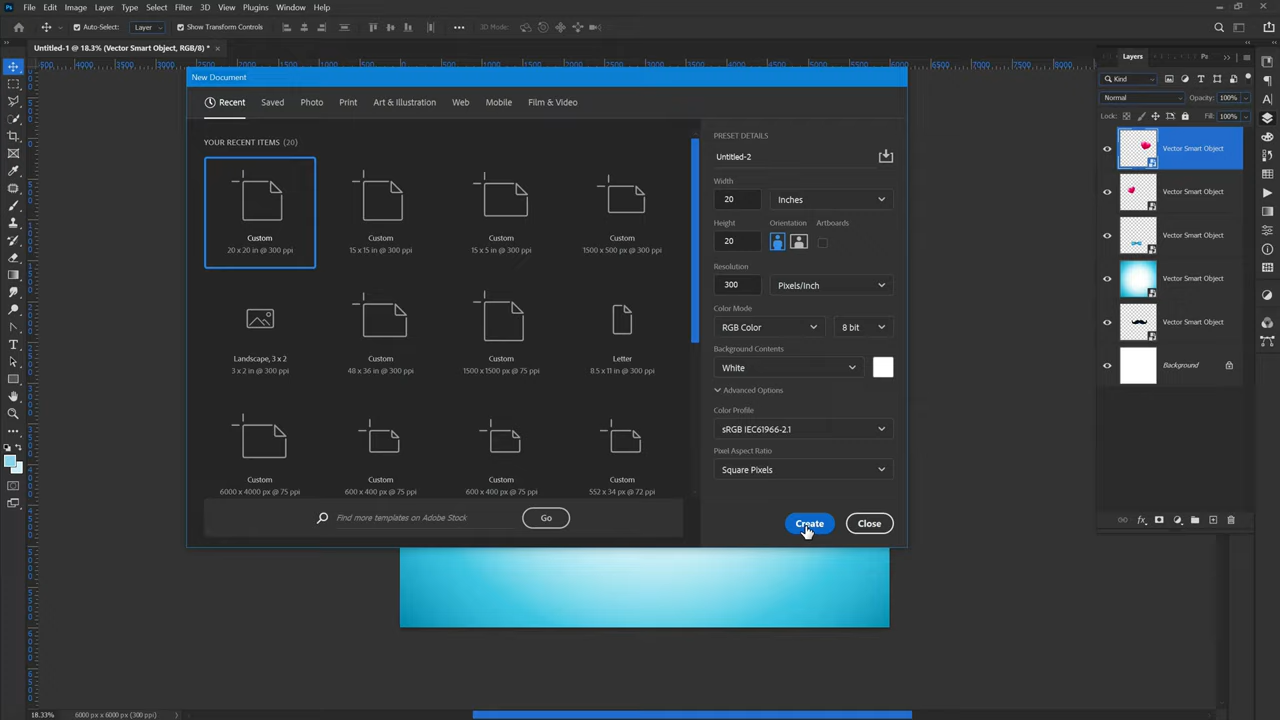 Ps File Edit Image Layer Type Select Filter 3D View Plugins Window Help
Auto-Select: Layer Show Transform Controls 3D Mode:
Untitled-1 @ 18.3% (Vector Smart Object, RGB/8) * ×
New Document
Recent Saved Photo Print Art & Illustration Web Mobile Film & Video
YOUR RECENT ITEMS (20)
Custom
20 x 20 in @ 300 ppi
Custom
15 x 15 in @ 300 ppi
Custom
15 x 5 in @ 300 ppi
Custom
1500 x 500 px @ 300 ppi
Landscape, 3 x 2
3 x 2 in @ 300 ppi
Custom
48 x 36 in @ 300 ppi
Custom
1500 x 1500 px @ 75 ppi
Letter
8.5 x 11 in @ 300 ppi
Custom
6000 x 4000 px @ 75 ppi
Custom
600 x 400 px @ 75 ppi
Custom
600 x 400 px @ 75 ppi
Custom
552 x 34 px @ 72 ppi
Find more templates on Adobe Stock
Go
PRESET DETAILS
Untitled-2
Width
20 Inches
Height Orientation Artboards
20
Resolution
300 Pixels/Inch
Color Mode
RGB Color 8 bit
Background Contents
White
Advanced Options
Color Profile
sRGB IEC61966-2.1
Pixel Aspect Ratio
Square Pixels
Create Close
Layers
Kind
Normal Opacity: 100%
Lock: Fill: 100%
Vector Smart Object
Vector Smart Object
Vector Smart Object
Vector Smart Object
Vector Smart Object
Background
18.33% 6000 px x 6000 px (300 ppi)